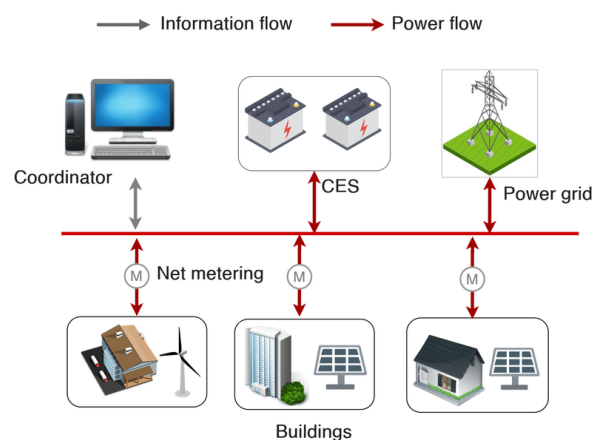 Information flow
Power flow
Coordinator
CES
Power grid
M
Net metering
M
M
Buildings